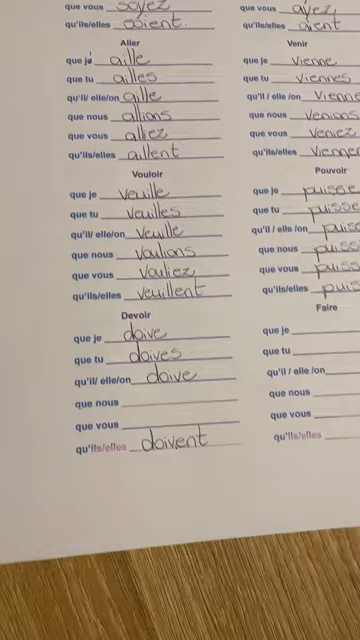 que vous soyez
qu'ils/elles soient.
Aller
que j' aille
que tu ailles
qu'il/ elle/on aille
que nous allions
que vous alliez
qu'ils/elles aillent
Vouloir
que je veuille
que tu veuilles
qu'il/ elle/on veuille
que nous voulions
que vous vouliez
qu'ils/elles veuillent
Devoir
que je doive
que tu doives
qu'il/ elle/on doive
que nous
que vous
qu'ils/elles doivent
que vous ayez
qu'ils/elles aient
Venir
que je vienne
que tu viennes
qu'il / elle /on vienne
que nous venions
que vous veniez
qu'ils/elles vienne
Pouvoir
que je puisse
que tu puisse
qu'il / elle /on puiss
que nous puiss
que vous puiss
qu'ils/elles puis
Faire
que je
que tu
qu'il / elle /on
que nous
que vous
qu'ils/elles